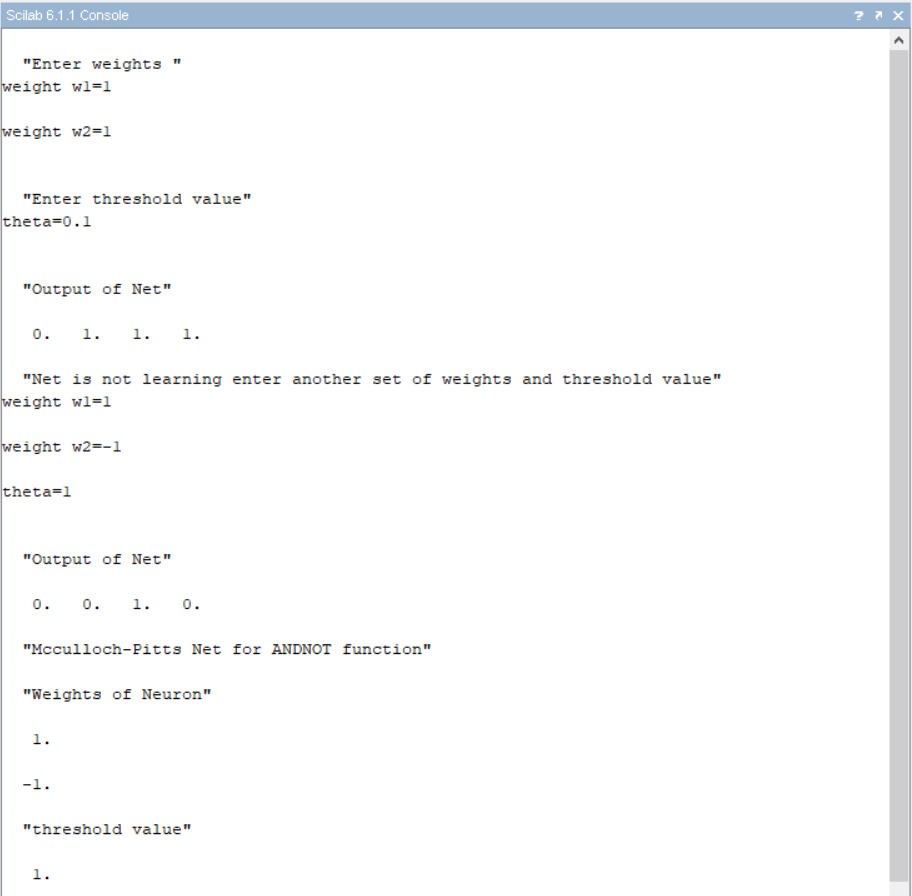 Scilab 6.1.1 Console ? ↗ ×
"Enter weights "
weight w1=1
weight w2=1
"Enter threshold value"
theta=0.1
"Output of Net"
0. 1. 1. 1.
"Net is not learning enter another set of weights and threshold value"
weight w1=1
weight w2=-1
theta=1
"Output of Net"
0. 0. 1. 0.
"Mcculloch-Pitts Net for ANDNOT function"
"Weights of Neuron"
1.
-1.
"threshold value"
1.